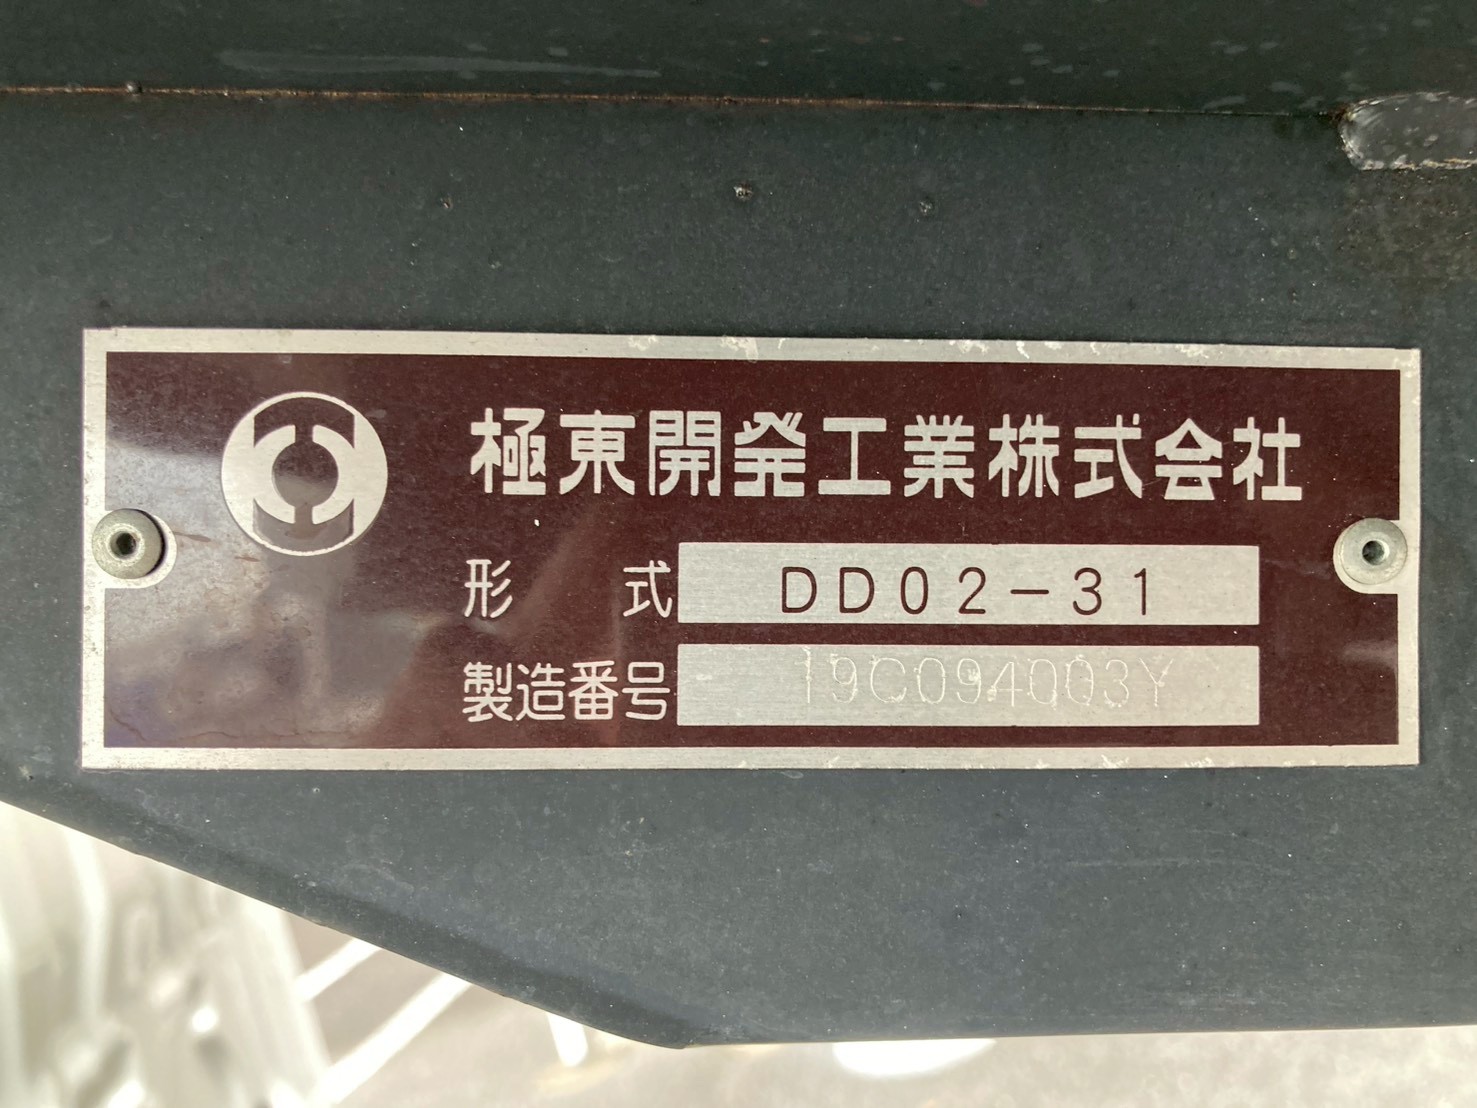 極東開発工業株式会社
形式 DD02-31
製造番号 19C094003Y